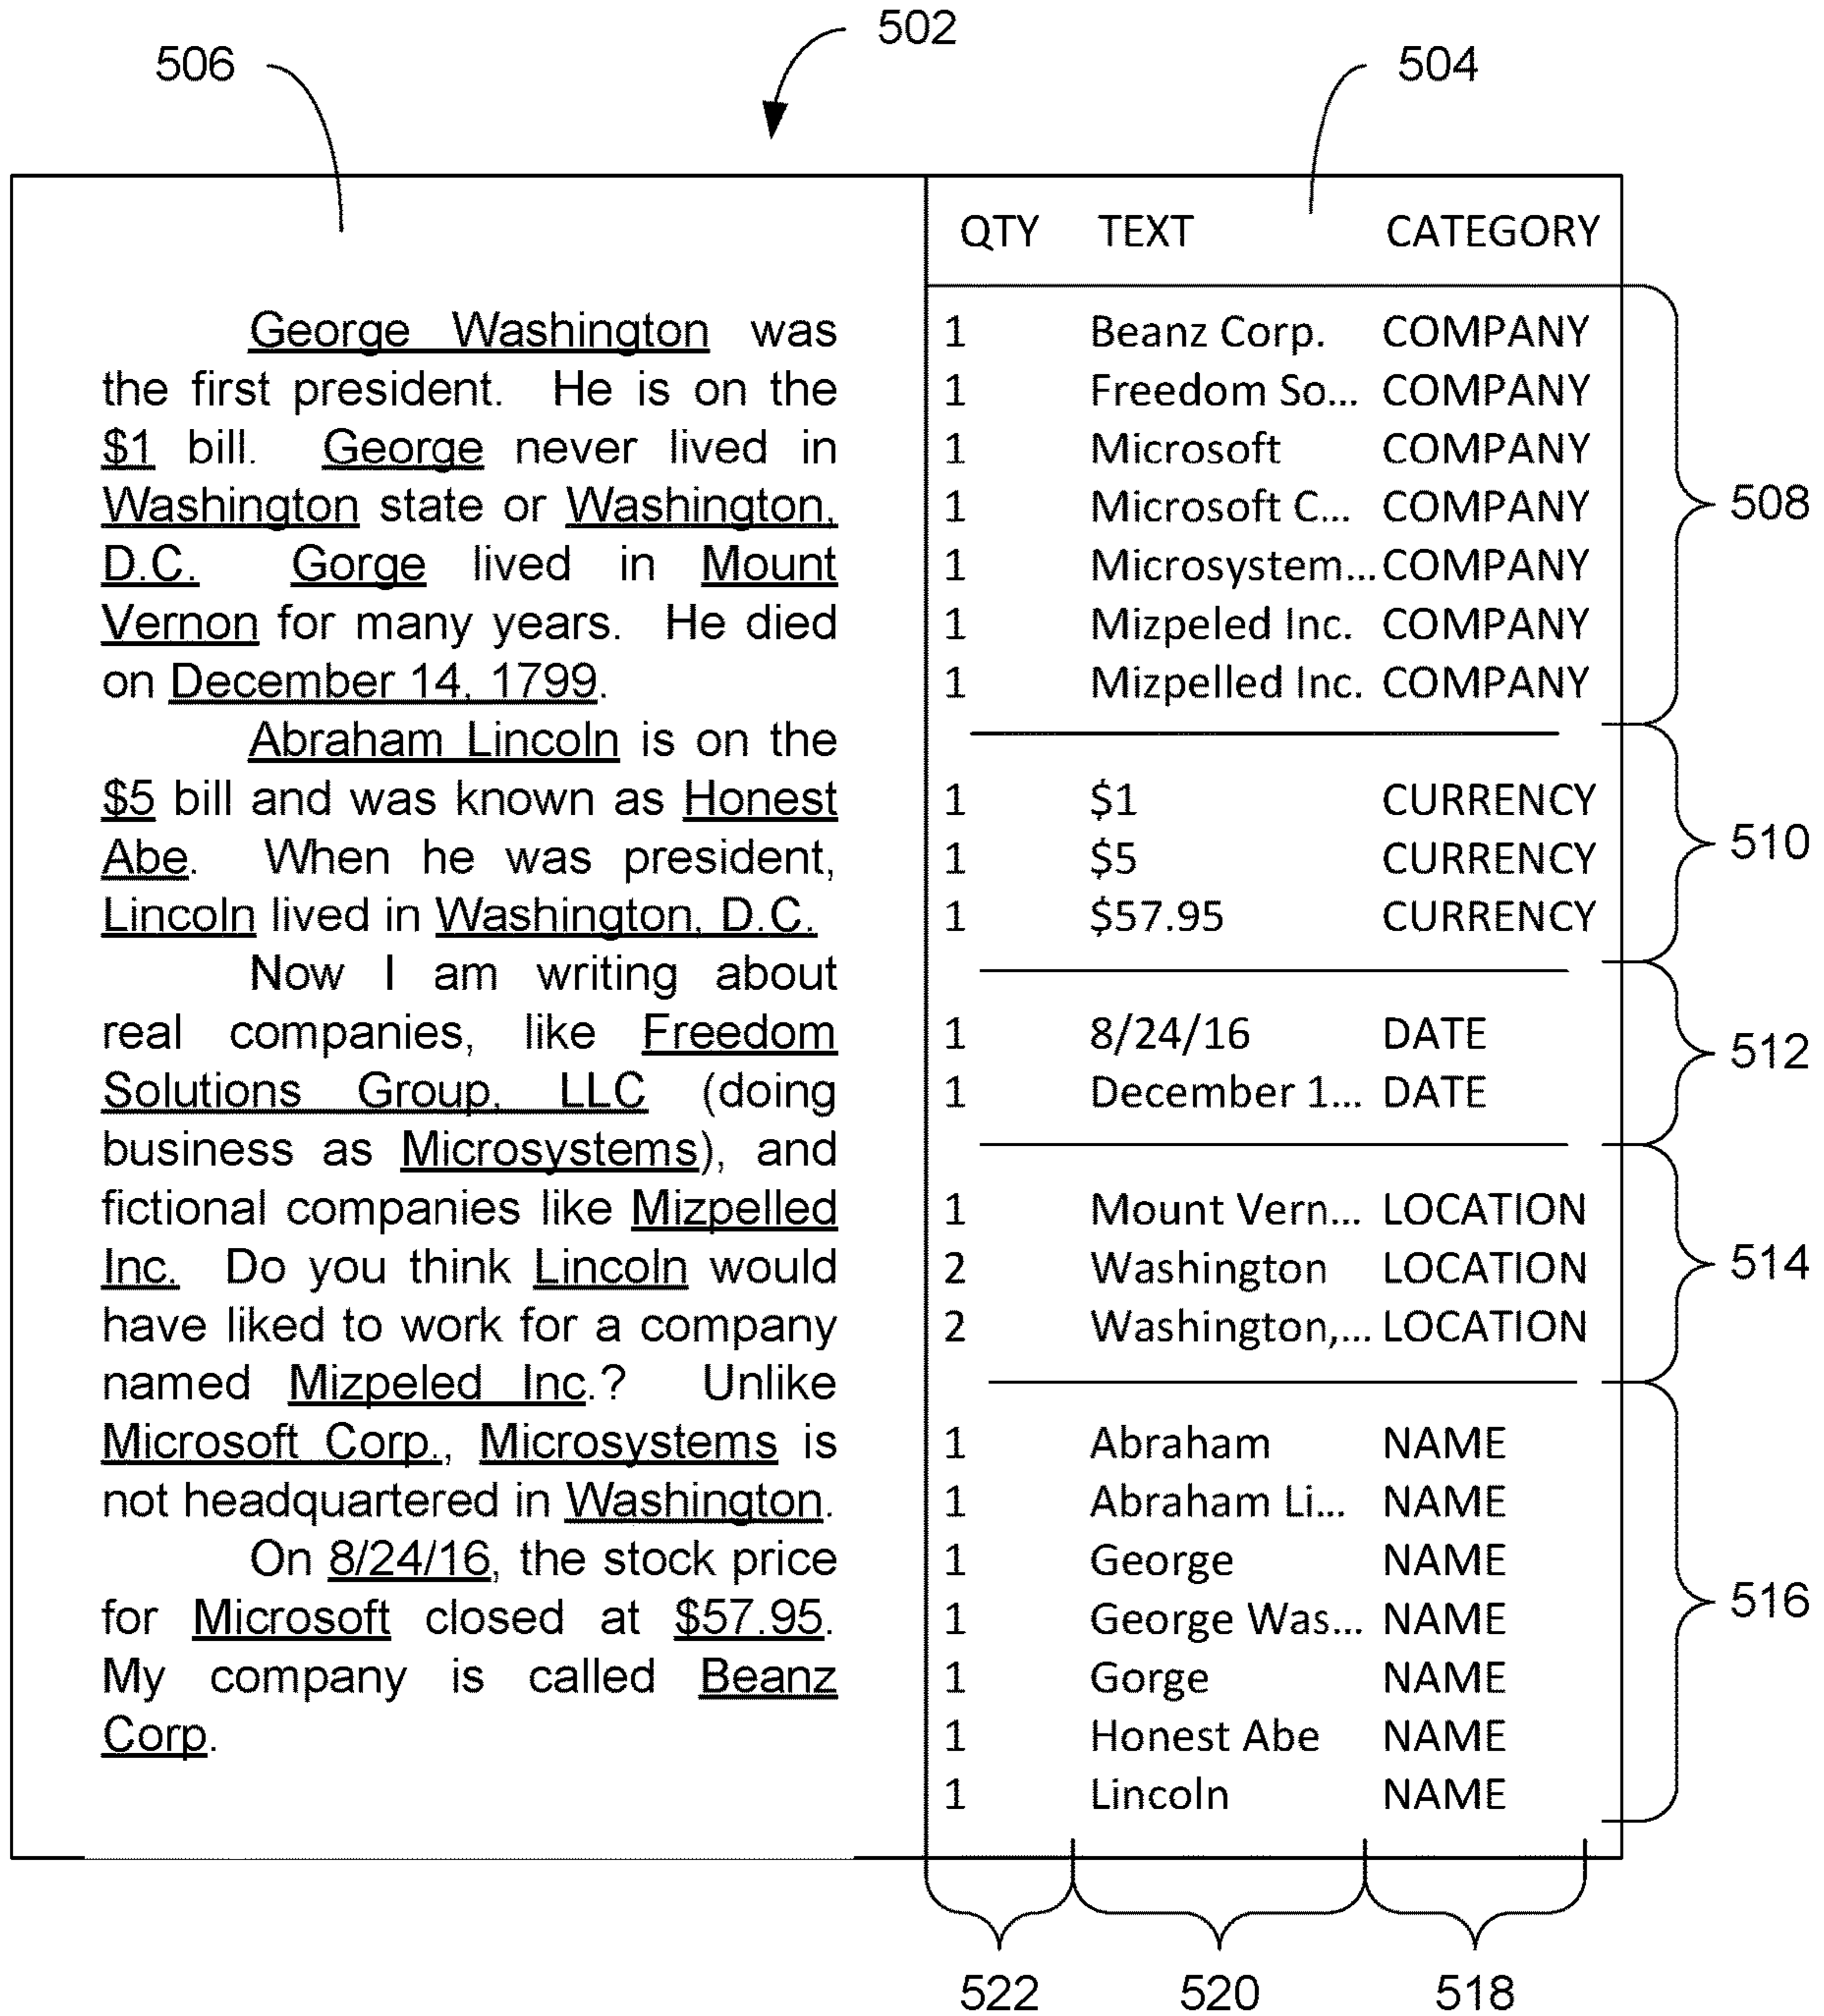 502
506
504
QTY TEXT CATEGORY
George Washington was
the first president. He is on the
$1 bill. George never lived in
Washington state or Washington,
D.C. Gorge lived in Mount
Vernon for many years. He died
on December 14, 1799.
Abraham Lincoln is on the
$5 bill and was known as Honest
Abe. When he was president,
Lincoln lived in Washington, D.C.
Now I am writing about
real companies, like Freedom
Solutions Group, LLC (doing
business as Microsystems), and
fictional companies like Mizpelled
Inc. Do you think Lincoln would
have liked to work for a company
named Mizpeled Inc.? Unlike
Microsoft Corp., Microsystems is
not headquartered in Washington.
On 8/24/16, the stock price
for Microsoft closed at $57.95.
My company is called Beanz
Corp.
1 Beanz Corp. COMPANY
1 Freedom So... COMPANY
1 Microsoft COMPANY
1 Microsoft C... COMPANY
1 Microsystem... COMPANY
1 Mizpeled Inc. COMPANY
1 Mizpelled Inc. COMPANY
508
1 $1 CURRENCY
1 $5 CURRENCY
1 $57.95 CURRENCY
510
1 8/24/16 DATE
1 December 1... DATE
512
1 Mount Vern... LOCATION
2 Washington LOCATION
2 Washington,... LOCATION
514
1 Abraham NAME
1 Abraham Li... NAME
1 George NAME
1 George Was... NAME
1 Gorge NAME
1 Honest Abe NAME
1 Lincoln NAME
516
522 520 518